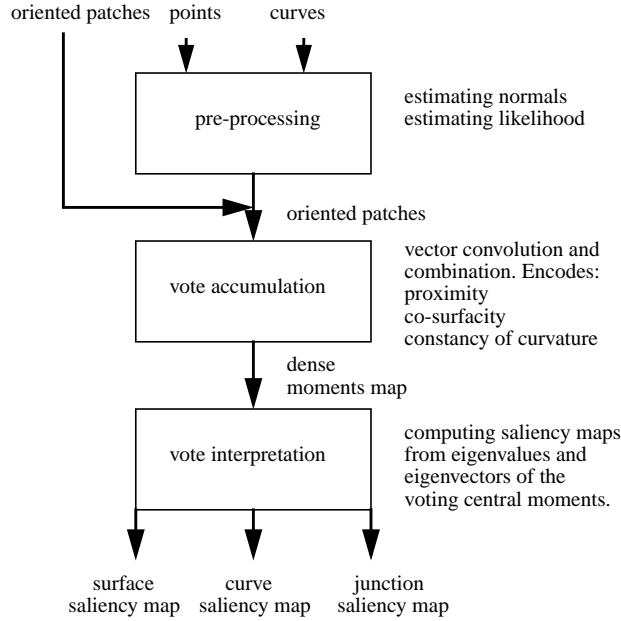 oriented patches points curves
pre-processing
estimating normals
estimating likelihood
oriented patches
vote accumulation
vector convolution and
combination. Encodes:
proximity
co-surfacity
constancy of curvature
dense
moments map
vote interpretation
computing saliency maps
from eigenvalues and
eigenvectors of the
voting central moments.
surface
saliency map
curve
saliency map
junction
saliency map